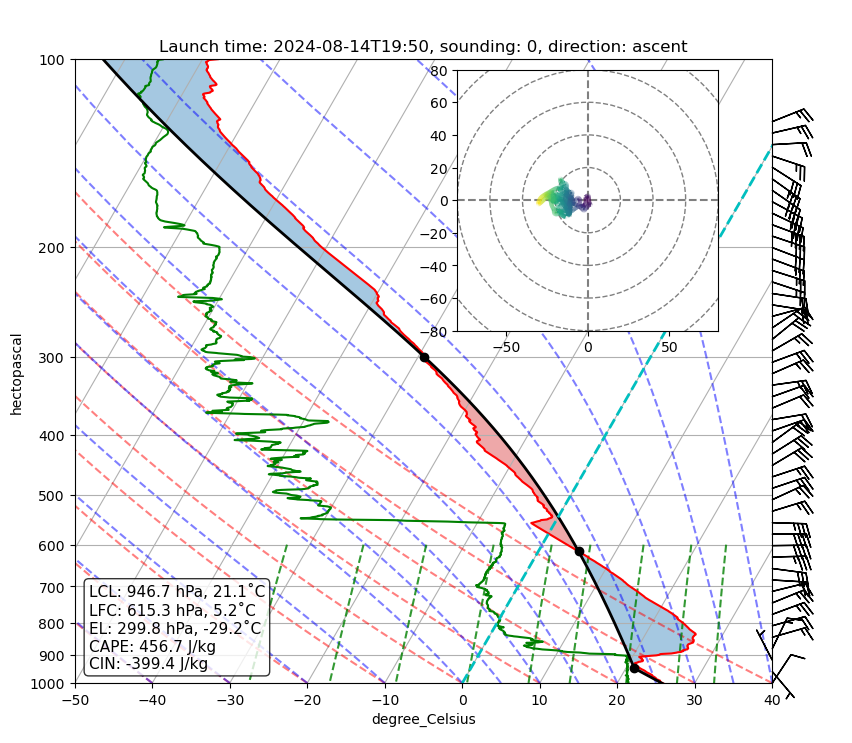 Launch time: 2024-08-14T19:50, sounding: 0, direction: ascent
100
200
300
400
500
600
700
800
900
1000
hectopascal
80
60
40
20
0
−20
−40
−60
−80
−50 0 50
LCL: 946.7 hPa, 21.1˚C
LFC: 615.3 hPa, 5.2˚C
EL: 299.8 hPa, -29.2˚C
CAPE: 456.7 J/kg
CIN: -399.4 J/kg
−50 −40 −30 −20 −10 0 10 20 30 40
degree_Celsius